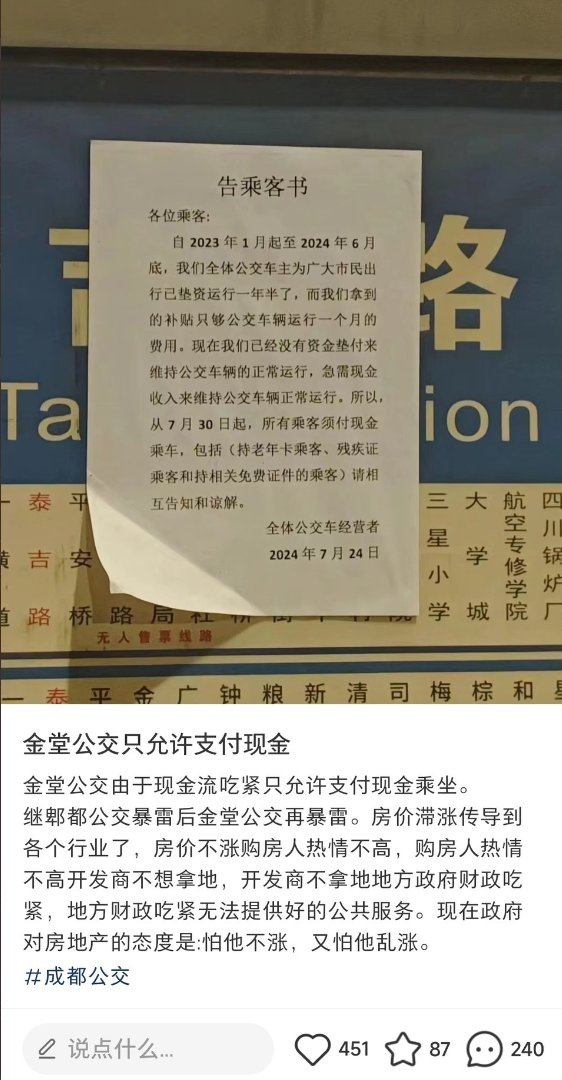 告乘客书
各位乘客:
自 2023 年 1 月起至 2024 年 6 月
底，我们全体公交车主为广大市民出
行已垫资运行一年半了，而我们拿到
的补贴只够公交车辆运行一个月的
费用。现在我们已经没有资金垫付来
维持公交车辆的正常运行，急需现金
收入来维持公交车辆正常运行。所以，
从 7 月 30 日起，所有乘客须付现金
乘车，包括（持老年卡乘客、残疾证
乘客和持相关免费证件的乘客）请相
互告知和谅解。
全体公交车经营者
2024 年 7 月 24 日
路
Ta
ion
泰吉路
平安桥
三星小学
大学城
航空专修学院
四川锅炉厂
无人售票线路
一 泰 平 金 广 钟 粮 新 清 司 梅 棕 和
金堂公交只允许支付现金
金堂公交由于现金流吃紧只允许支付现金乘坐。
继郫都公交暴雷后金堂公交再暴雷。房价滞涨传导到
各个行业了，房价不涨购房人热情不高，购房人热情
不高开发商不想拿地，开发商不拿地地方政府财政吃
紧，地方财政吃紧无法提供好的公共服务。现在政府
对房地产的态度是:怕他不涨，又怕他乱涨。
#成都公交
说点什么...
451
87
240